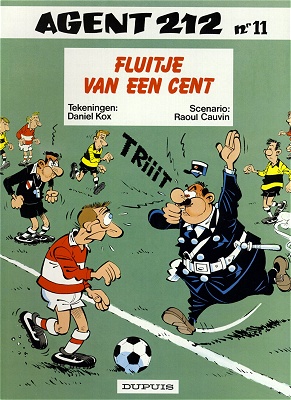 AGENT 212 nr 11
FLUITJE
VAN EEN CENT
Tekeningen:
Daniel Kox
Scenario:
Raoul Cauvin
TRIIIT
DUPUIS